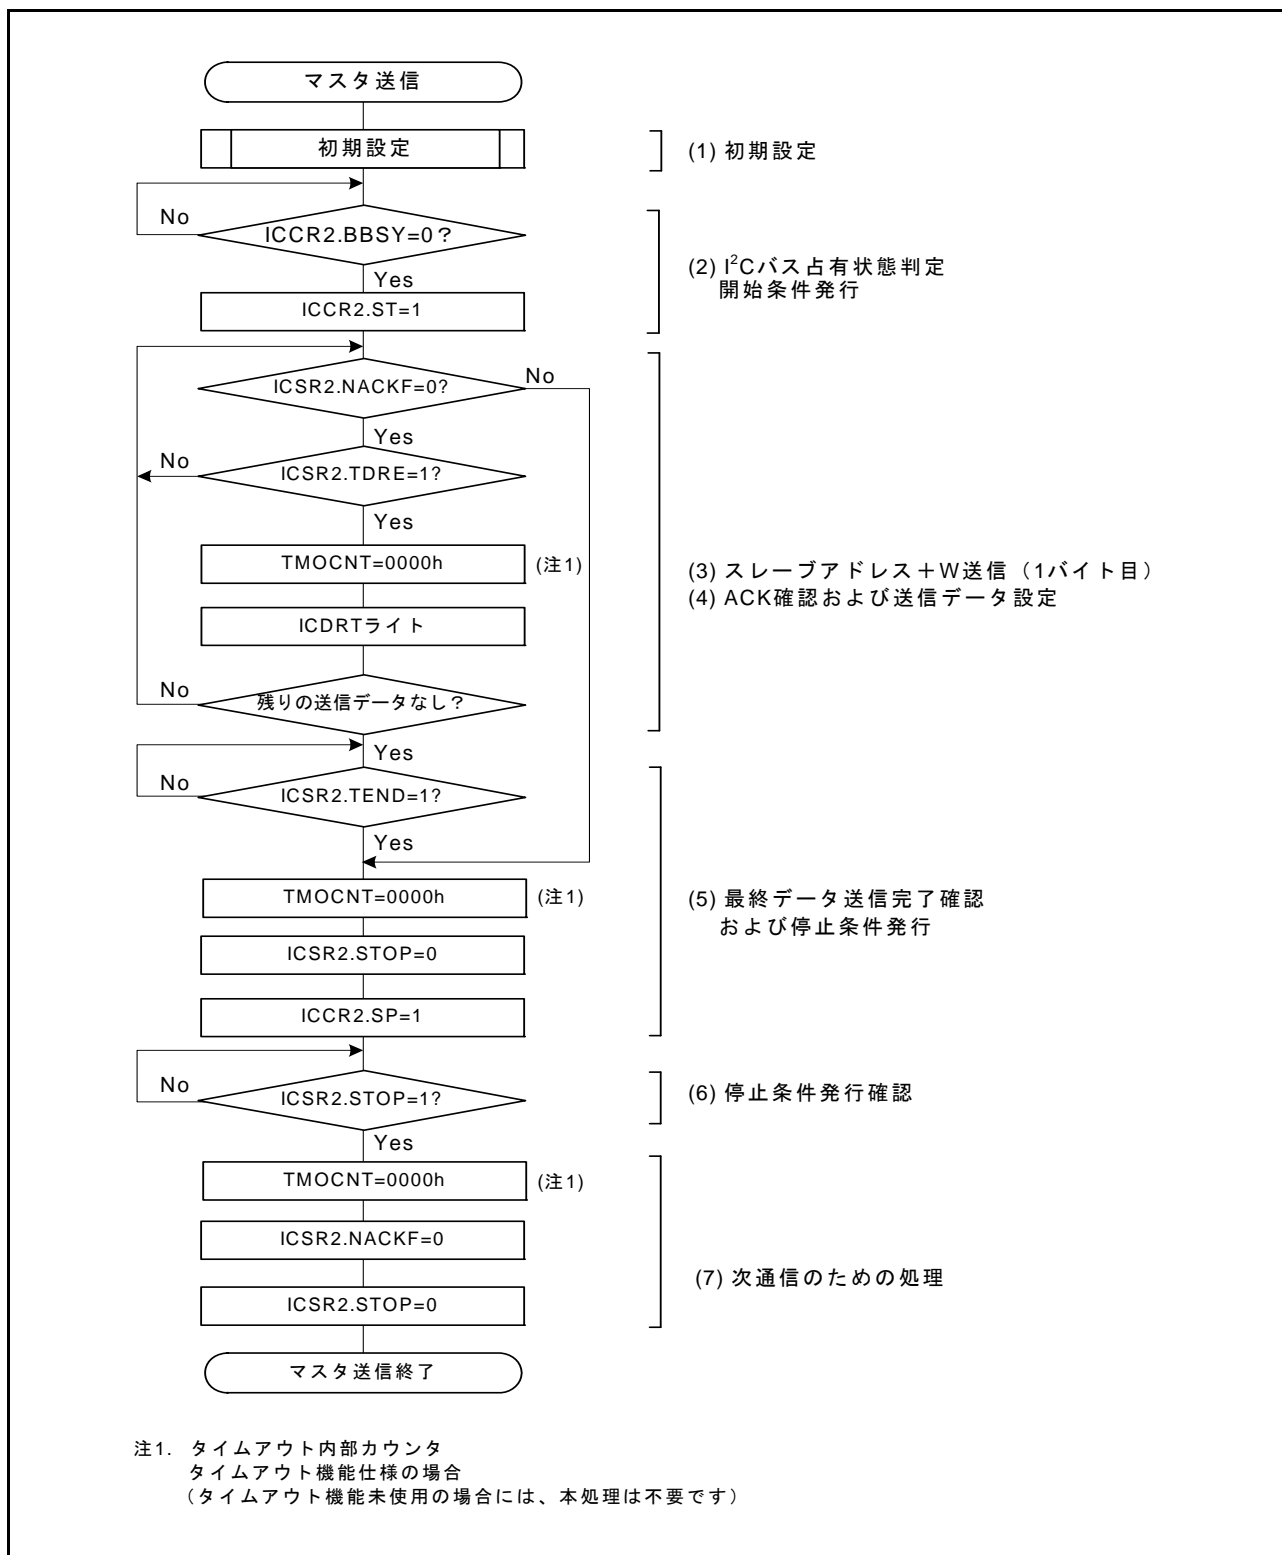 マスタ送信
初期設定
(1) 初期設定
No
ICCR2.BBSY=0？
Yes
ICCR2.ST=1
(2) I²Cバス占有状態判定
開始条件発行
ICSR2.NACKF=0?
No
Yes
No
ICSR2.TDRE=1?
Yes
TMOCNT=0000h
(注1)
ICDRTライト
No
残りの送信データなし？
Yes
(3) スレーブアドレス＋W送信（1バイト目）
(4) ACK確認および送信データ設定
No
ICSR2.TEND=1?
Yes
TMOCNT=0000h
(注1)
ICSR2.STOP=0
ICCR2.SP=1
(5) 最終データ送信完了確認
および停止条件発行
No
ICSR2.STOP=1?
Yes
(6) 停止条件発行確認
TMOCNT=0000h
(注1)
ICSR2.NACKF=0
ICSR2.STOP=0
(7) 次通信のための処理
マスタ送信終了
注1. タイムアウト内部カウンタ
タイムアウト機能仕様の場合
（タイムアウト機能未使用の場合には、本処理は不要です）